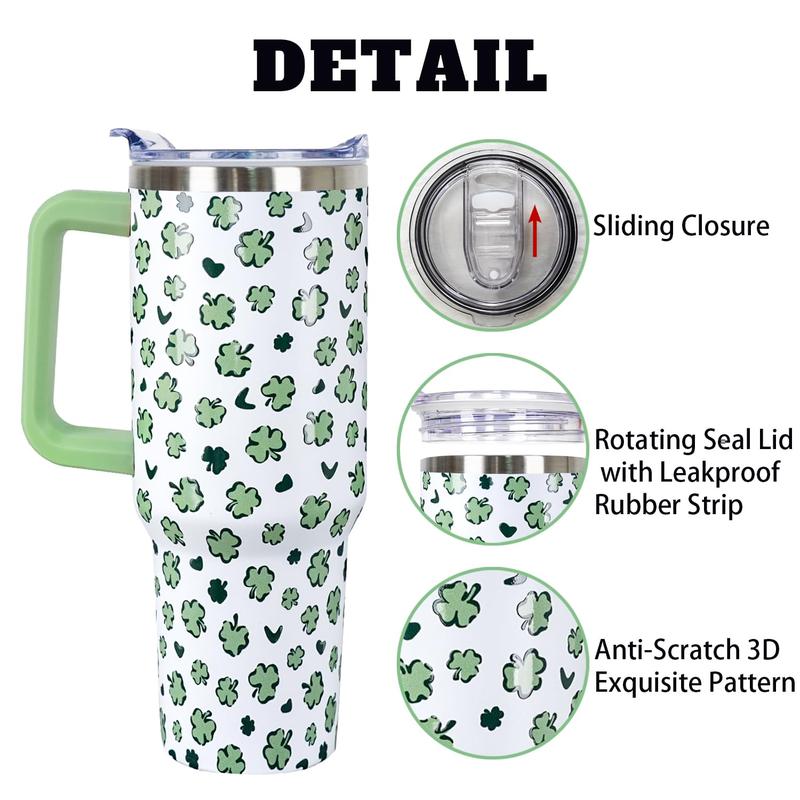 DETAIL
Sliding Closure
Rotating Seal Lid
with Leakproof
Rubber Strip
Anti-Scratch 3D
Exquisite Pattern